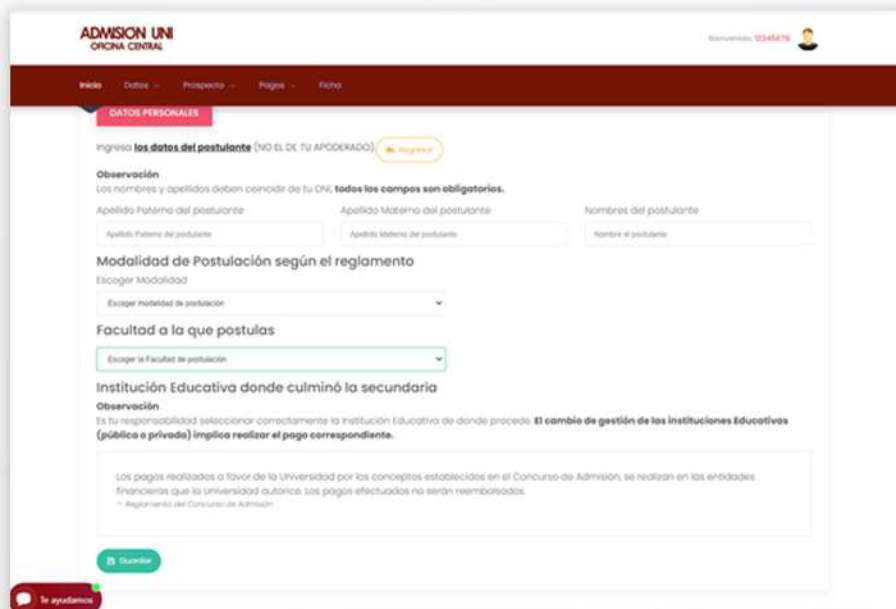 ADMISION UNI
OFICINA CENTRAL
Bienvenido, 12345678
Inicio Datos Prospecto Pagos Ficha
DATOS PERSONALES
Ingresa los datos del postulante (NO EL DE TU APODERADO) Regresar
Observación
Los nombres y apellidos deben coincidir de tu DNI, todos los campos son obligatorios.
Apellido Paterno del postulante Apellido Materno del postulante Nombres del postulante
Apellido Paterno del postulante Apellido Materno del postulante Nombre el postulante
Modalidad de Postulación según el reglamento
Escoger Modalidad
Escoger modalidad de postulación
Facultad a la que postulas
Escoger la Facultad de postulación
Institución Educativa donde culminó la secundaria
Observación
Es tu responsabilidad seleccionar correctamente la Institución Educativa de donde procede. El cambio de gestión de las instituciones Educativas
(pública o privada) implica realizar el pago correspondiente.
Los pagos realizados a favor de la Universidad por los conceptos establecidos en el Concurso de Admisión, se realizan en las entidades
financieras que la Universidad autorice. Los pagos efectuados no serán reembolsados.
— Reglamento del Concurso de Admisión
Guardar
Te ayudamos